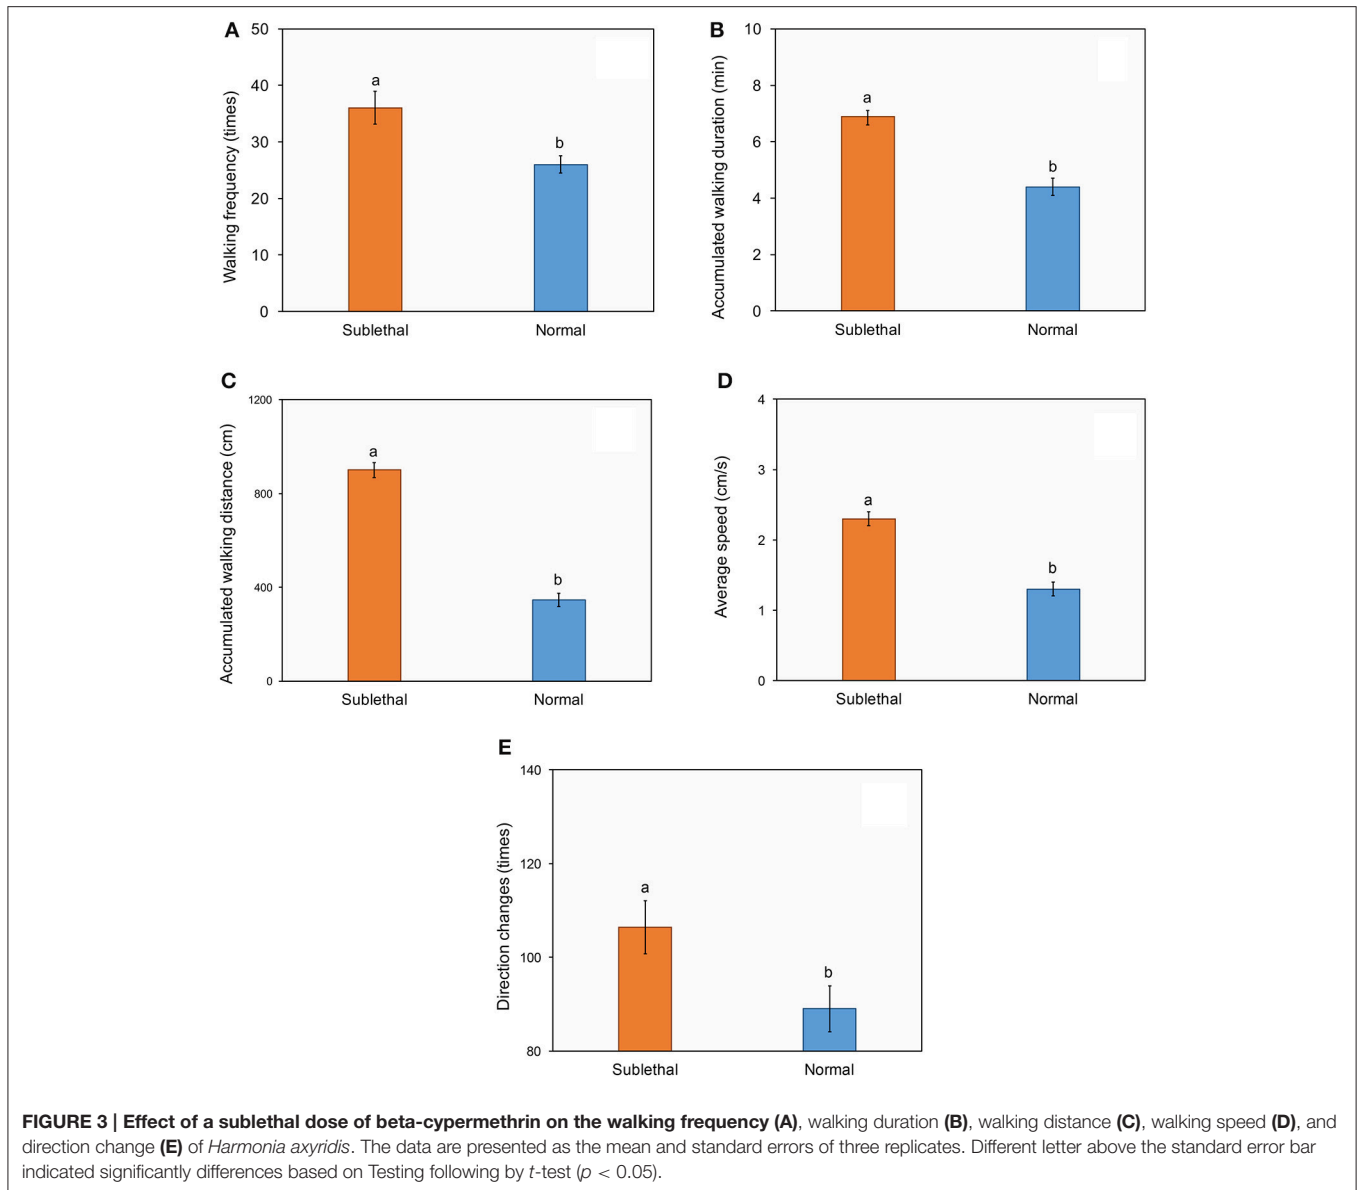 A
50
40
30
20
10
0
Walking frequency (times)
a
b
Sublethal Normal
B
10
8
6
4
2
0
Accumulated walking duration (min)
a
b
Sublethal Normal
C
1200
800
400
0
Accumulated walking distance (cm)
a
b
Sublethal Normal
D
4
3
2
1
0
Average speed (cm/s)
a
b
Sublethal Normal
E
140
120
100
80
Direction changes (times)
a
b
Sublethal Normal
FIGURE 3 | Effect of a sublethal dose of beta-cypermethrin on the walking frequency (A), walking duration (B), walking distance (C), walking speed (D), and
direction change (E) of Harmonia axyridis. The data are presented as the mean and standard errors of three replicates. Different letter above the standard error bar
indicated significantly differences based on Testing following by t-test (p < 0.05).